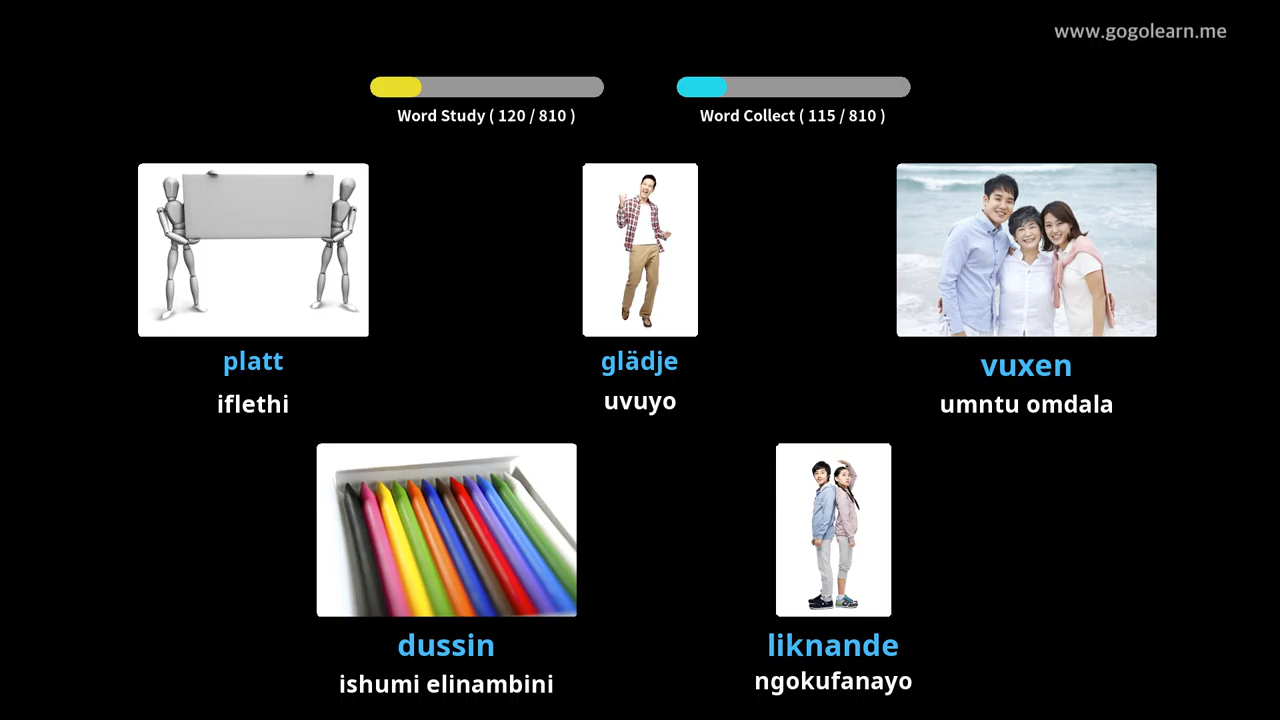 www.gogolearn.me
Word Study ( 120 / 810 )
Word Collect ( 115 / 810 )
platt
iflethi
glädje
uvuyo
vuxen
umntu omdala
dussin
ishumi elinambini
liknande
ngokufanayo